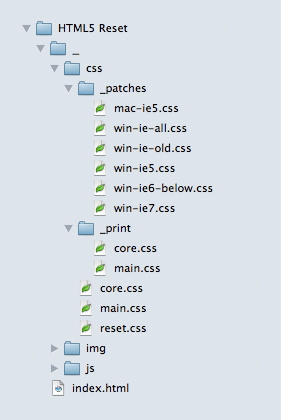 HTML5 Reset
_
css
_patches
mac-ie5.css
win-ie-all.css
win-ie-old.css
win-ie5.css
win-ie6-below.css
win-ie7.css
_print
core.css
main.css
core.css
main.css
reset.css
img
js
index.html